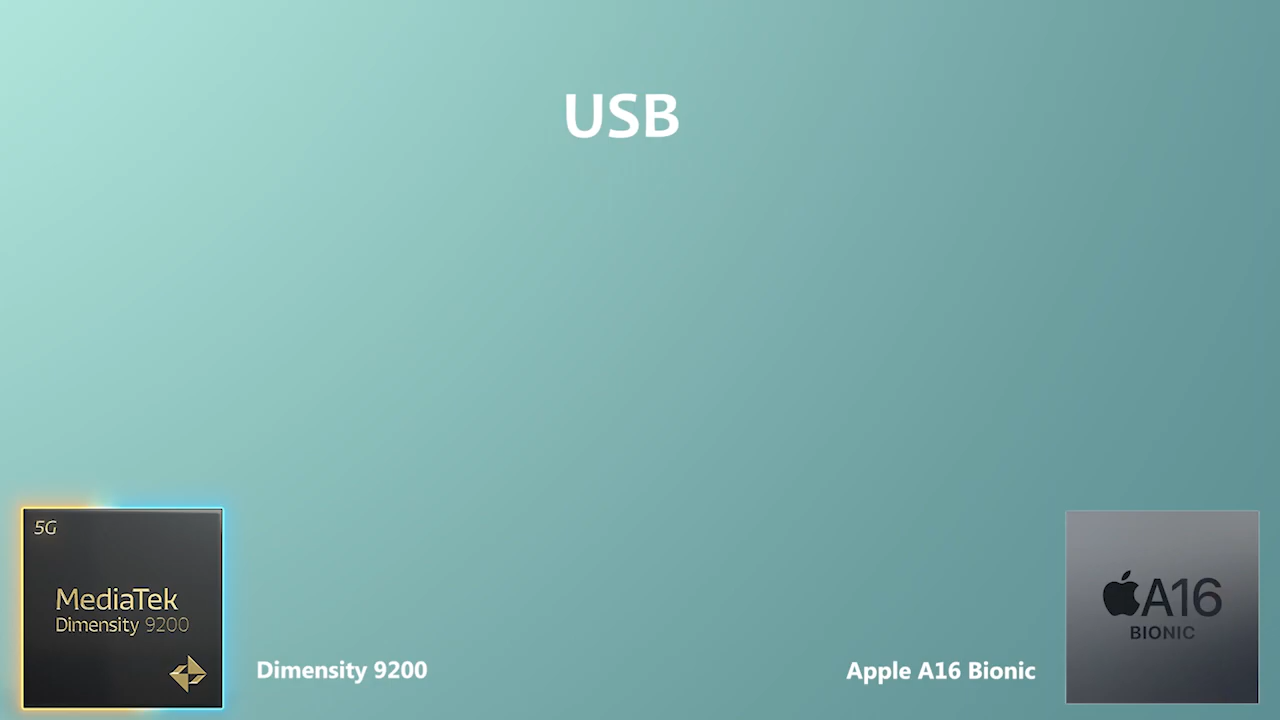 USB
5G
MediaTek
Dimensity 9200
Dimensity 9200
Apple A16 Bionic
A16
BIONIC